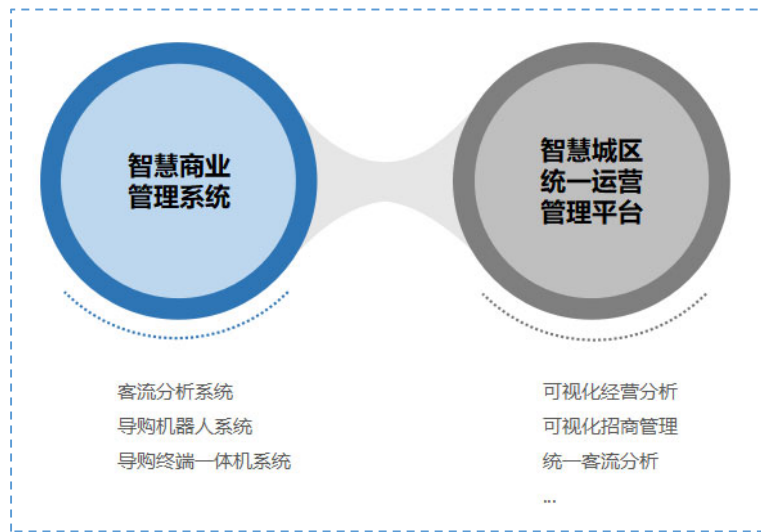 智慧商业
管理系统
智慧城区
统一运营
管理平台
客流分析系统
导购机器人系统
导购终端一体机系统
可视化经营分析
可视化招商管理
统一客流分析
...